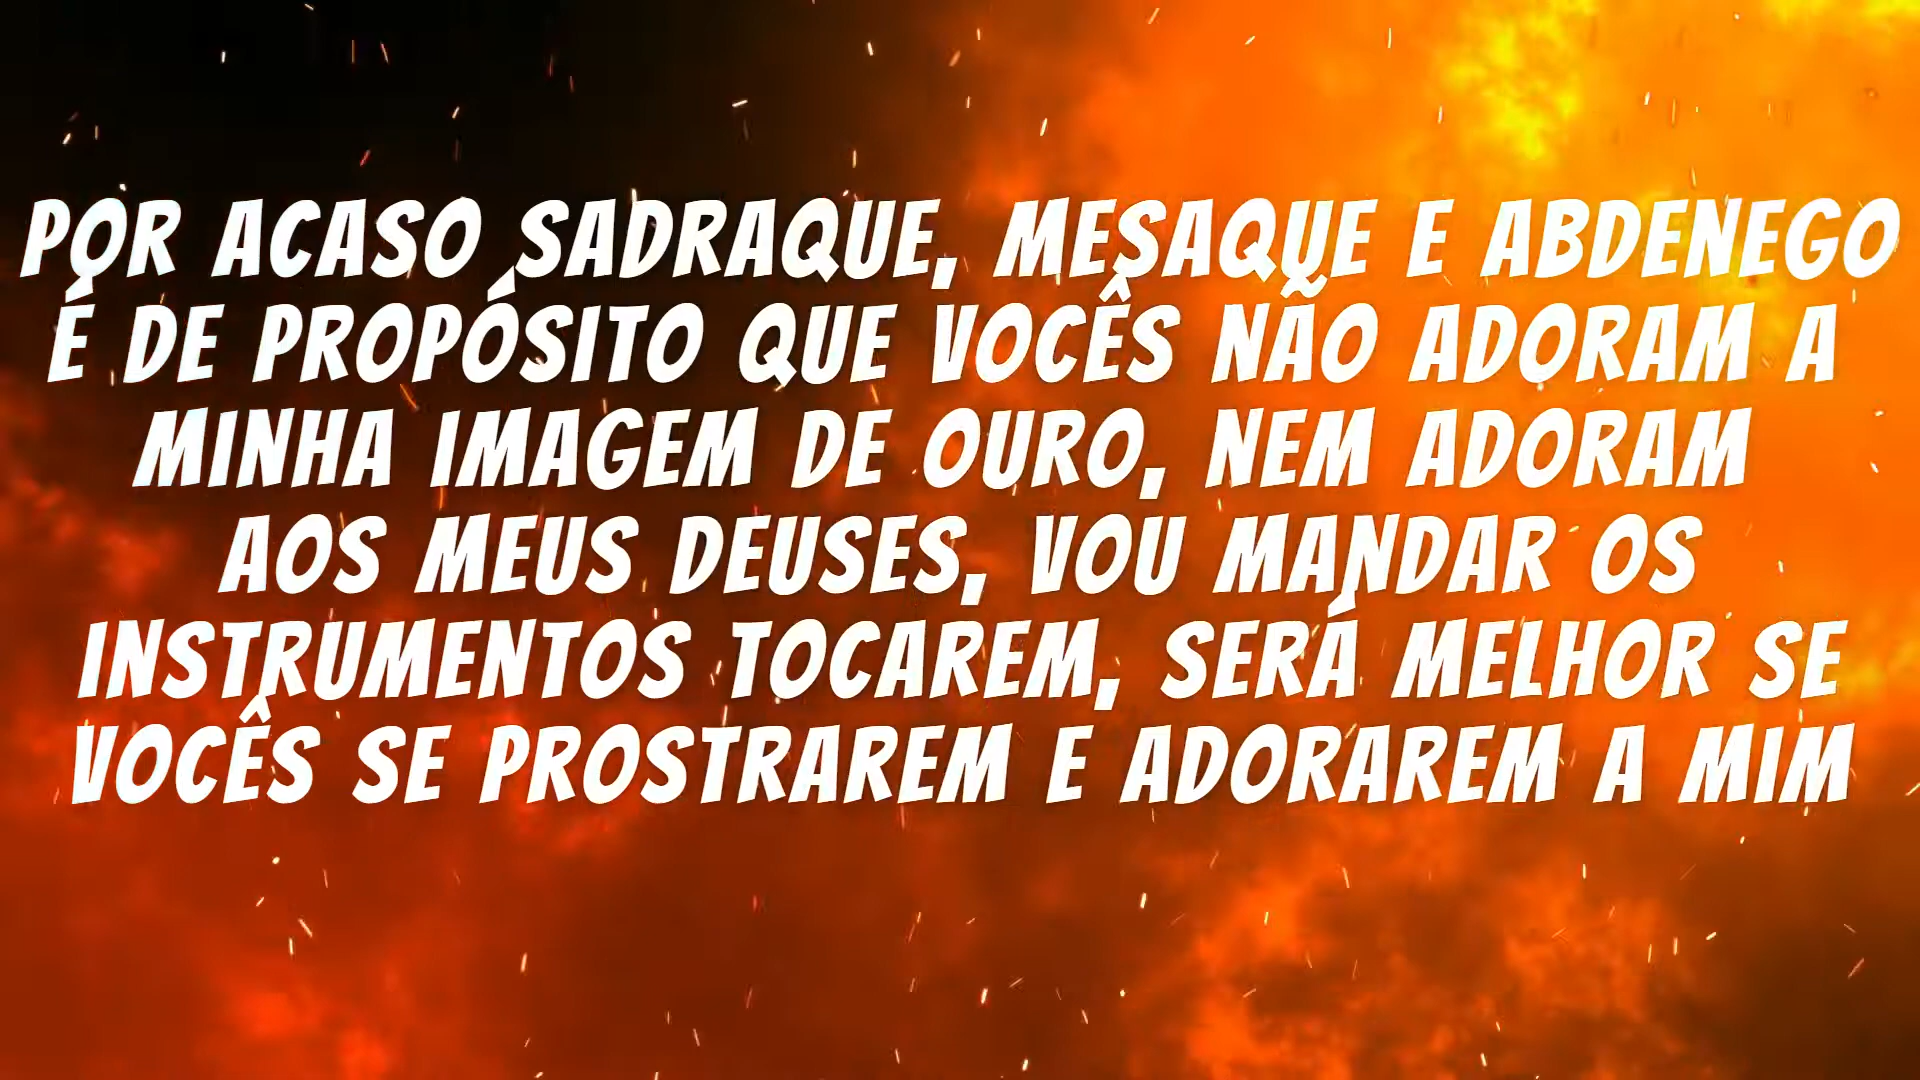 POR ACASO SADRAQUE, MESAQUE E ABDENEGO
É DE PROPÓSITO QUE VOCÊS NÃO ADORAM A
MINHA IMAGEM DE OURO, NEM ADORAM
AOS MEUS DEUSES, VOU MANDAR OS
INSTRUMENTOS TOCAREM, SERÁ MELHOR SE
VOCÊS SE PROSTRAREM E ADORAREM A MIM